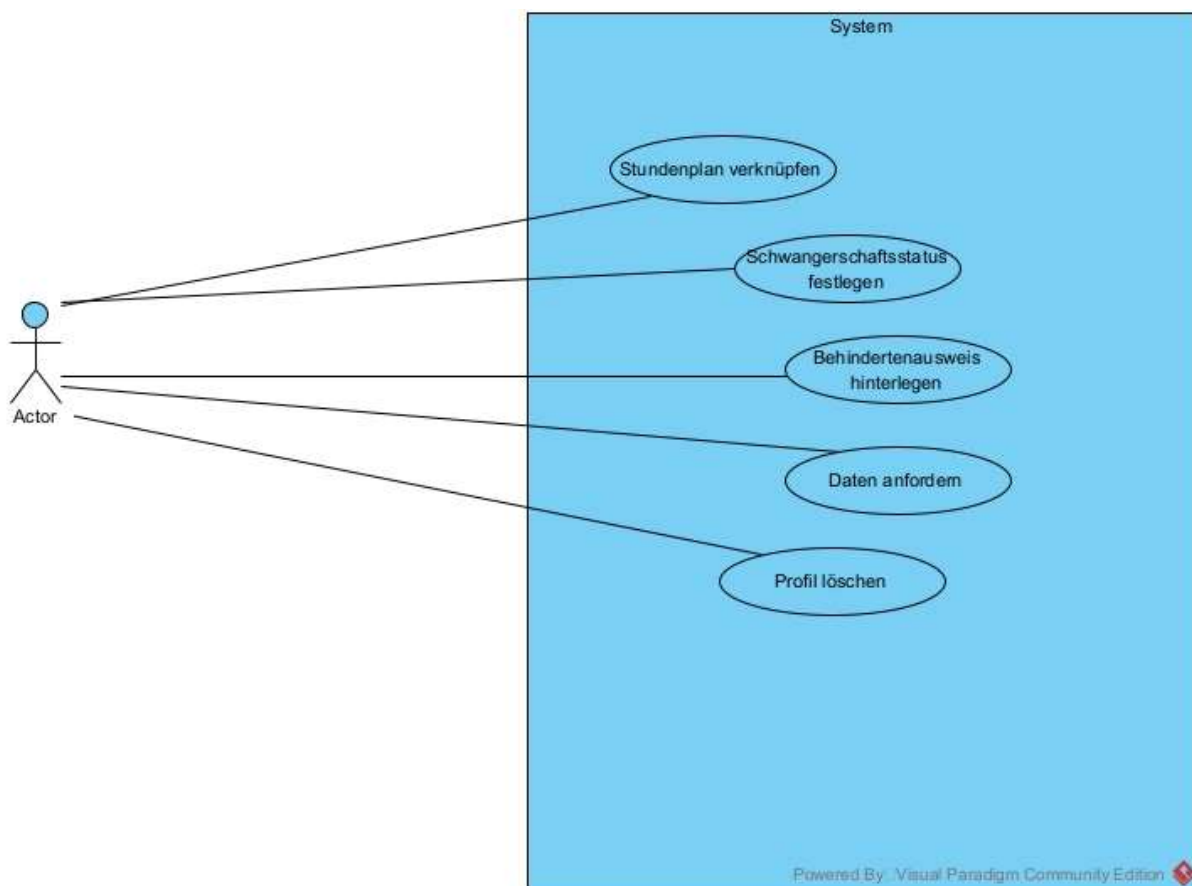 System
Stundenplan verknüpfen
Schwangerschaftsstatus
festlegen
Behindertenausweis
hinterlegen
Actor
Daten anfordern
Profil löschen
Powered By Visual Paradigm Community Edition